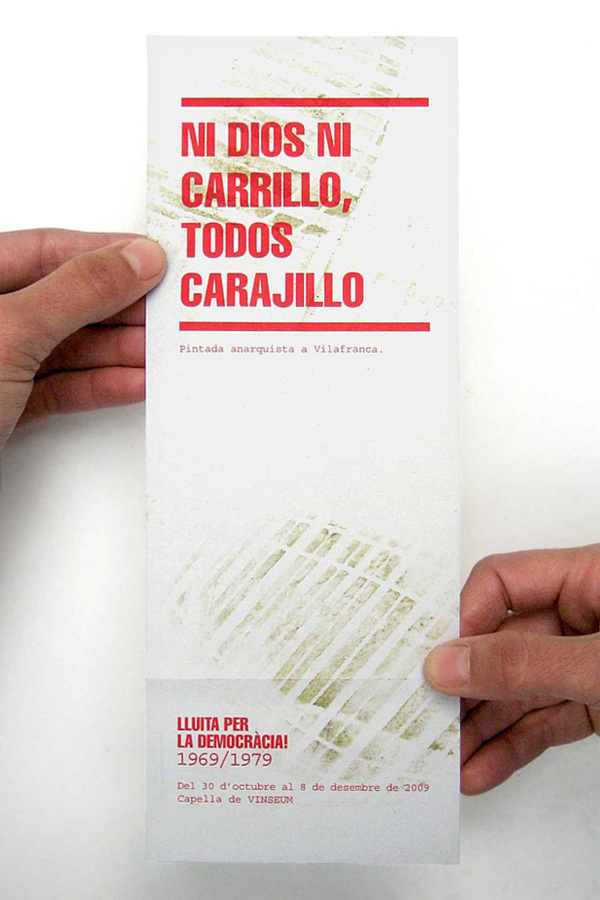 NI DIOS NI
CARRILLO,
TODOS
CARAJILLO
Pintada anarquista a Vilafranca.
LLUITA PER
LA DEMOCRÀCIA!
1969/1979
Del 30 d'octubre al 8 de desembre de 2009
Capella de VINSEUM